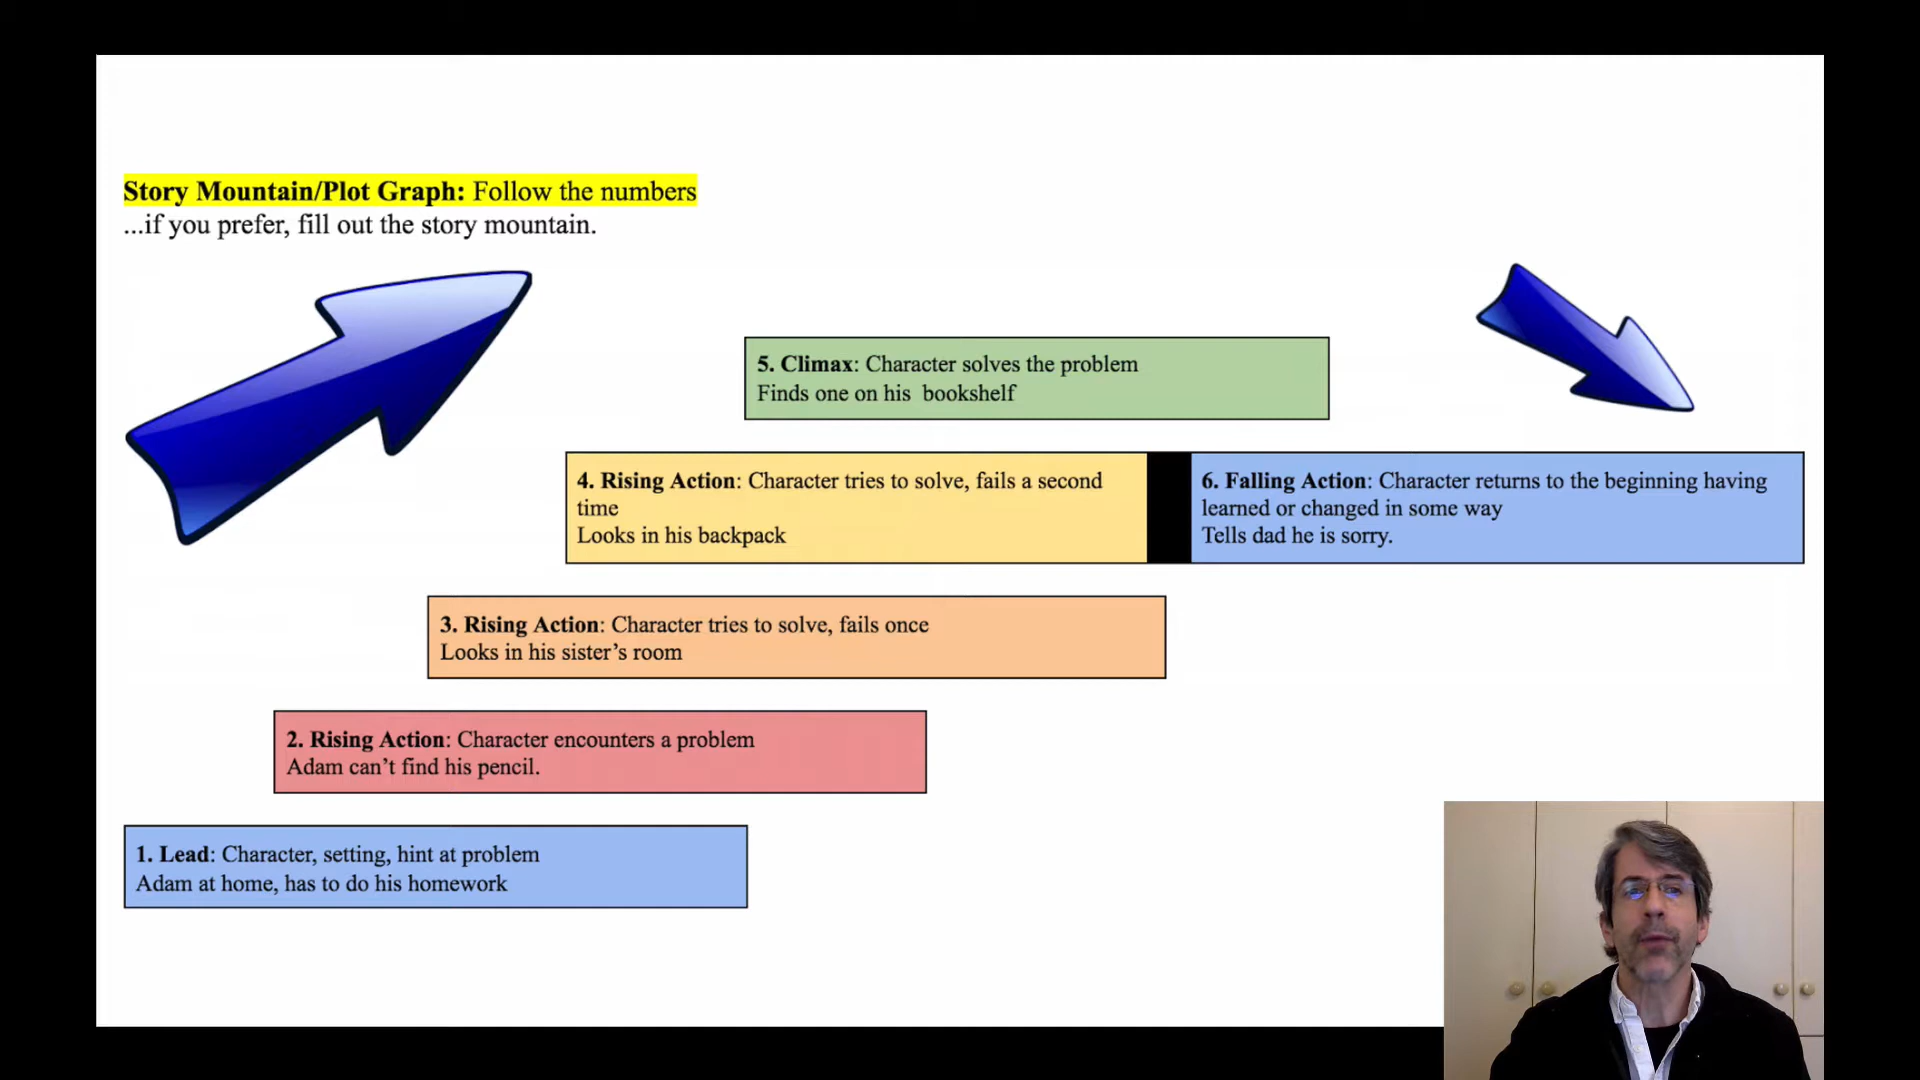 Story Mountain/Plot Graph: Follow the numbers
...if you prefer, fill out the story mountain.
5. Climax: Character solves the problem
Finds one on his bookshelf
4. Rising Action: Character tries to solve, fails a second
time
Looks in his backpack
6. Falling Action: Character returns to the beginning having
learned or changed in some way
Tells dad he is sorry.
3. Rising Action: Character tries to solve, fails once
Looks in his sister’s room
2. Rising Action: Character encounters a problem
Adam can’t find his pencil.
1. Lead: Character, setting, hint at problem
Adam at home, has to do his homework